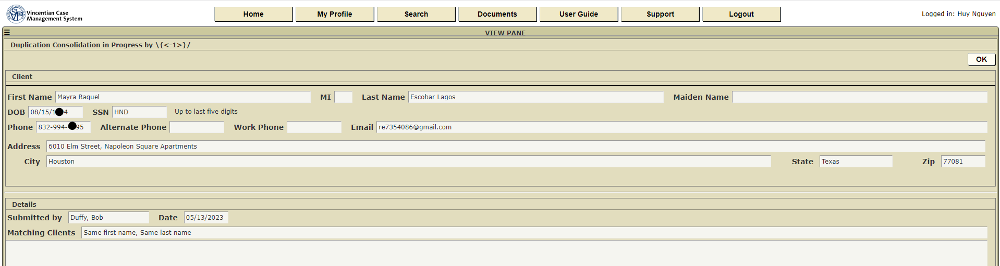 Vincentian Case
Management System
Home My Profile Search Documents User Guide Support Logout
Logged in: Huy Nguyen
VIEW PANE
Duplication Consolidation in Progress by \{<-1>}/
OK
Client
First Name Mayra Raquel MI Last Name Escobar Lagos Maiden Name
DOB 08/15/1 4 SSN HND Up to last five digits
Phone 832-994- 95 Alternate Phone Work Phone Email re7354086@gmail.com
Address 6010 Elm Street, Napoleon Square Apartments
City Houston State Texas Zip 77081
Details
Submitted by Duffy, Bob Date 05/13/2023
Matching Clients Same first name, Same last name